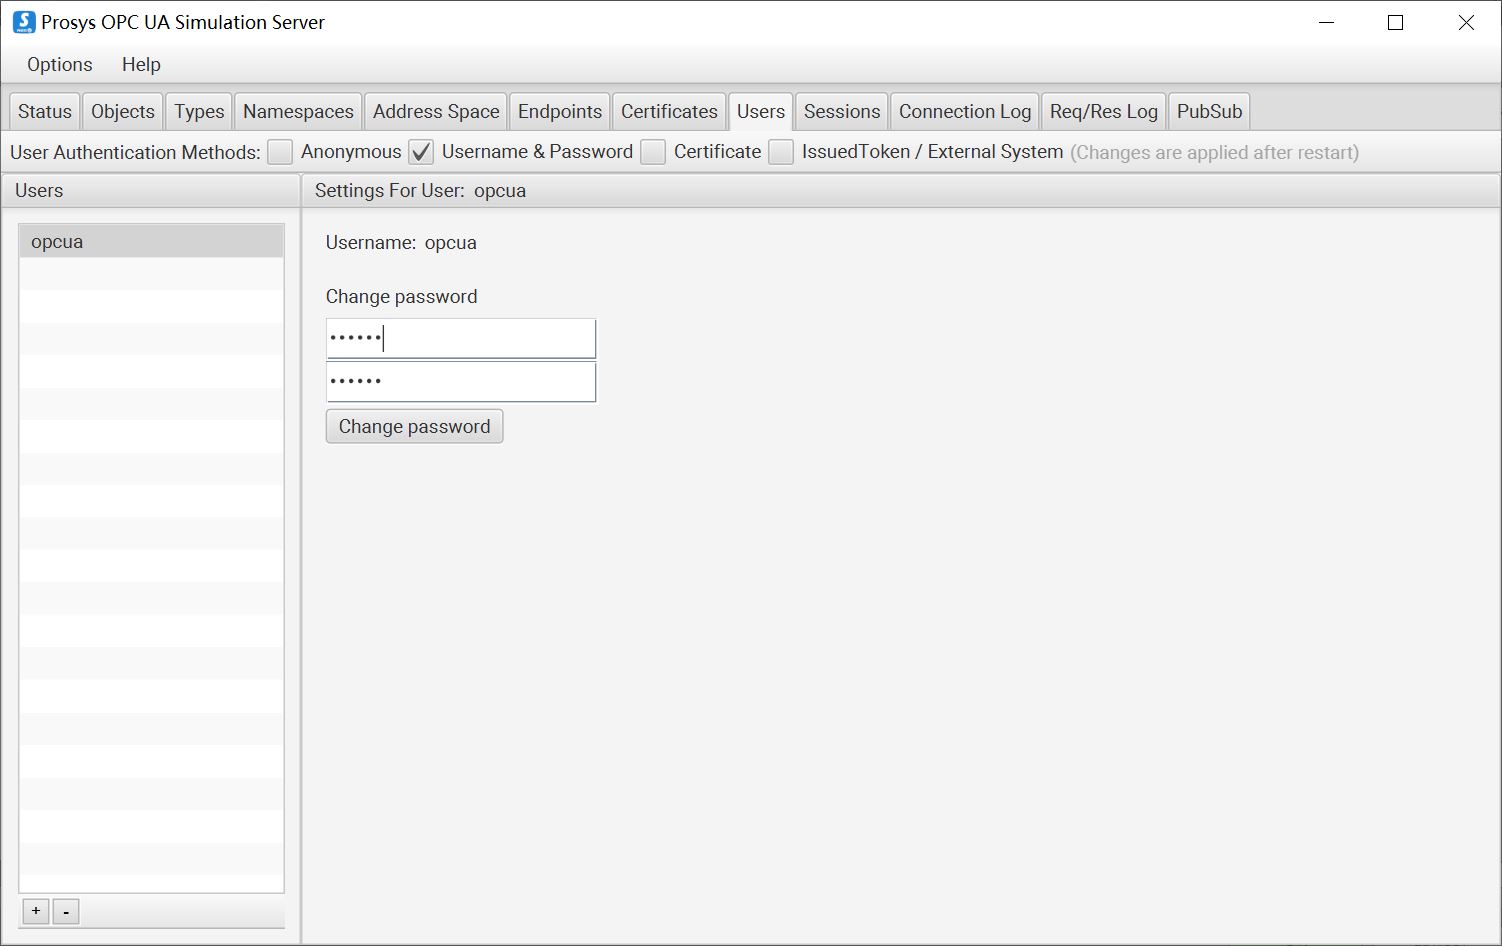 Prosys OPC UA Simulation Server
Options Help
Status Objects Types Namespaces Address Space Endpoints Certificates Users Sessions Connection Log Req/Res Log PubSub
User Authentication Methods: Anonymous Username & Password Certificate IssuedToken / External System (Changes are applied after restart)
Users
Settings For User: opcua
opcua
Username: opcua
Change password
••••••
••••••
Change password
+ -